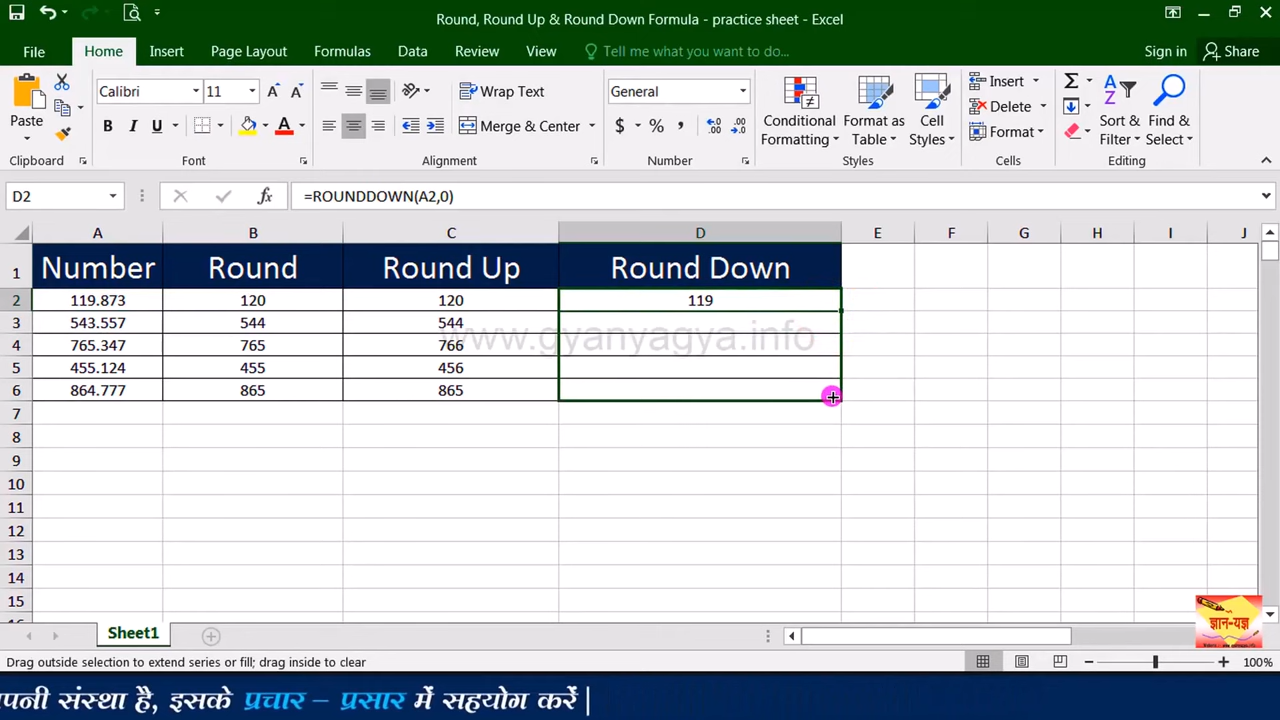 Round, Round Up & Round Down Formula - practice sheet - Excel
File Home Insert Page Layout Formulas Data Review View Tell me what you want to do... Sign in Share
Calibri 11 Wrap Text General Insert
Paste B I U Merge & Center $ % , Conditional Formatting Format as Table Cell Styles Delete Format Sort & Filter Find & Select
Clipboard Font Alignment Number Styles Cells Editing
D2 fx =ROUNDDOWN(A2,0)
A B C D E F G H I J
1 Number Round Round Up Round Down
2 119.873 120 120 119
3 543.557 544 544
www.gyanyagya.info
4 765.347 765 766
5 455.124 455 456
6 864.777 865 865
7
8
9
10
11
12
13
14
15
ज्ञान-यज्ञ
Sheet1
Drag outside selection to extend series or fill; drag inside to clear 100%
पनी संस्था है, इसके प्रचार – प्रसार में सहयोग करें |